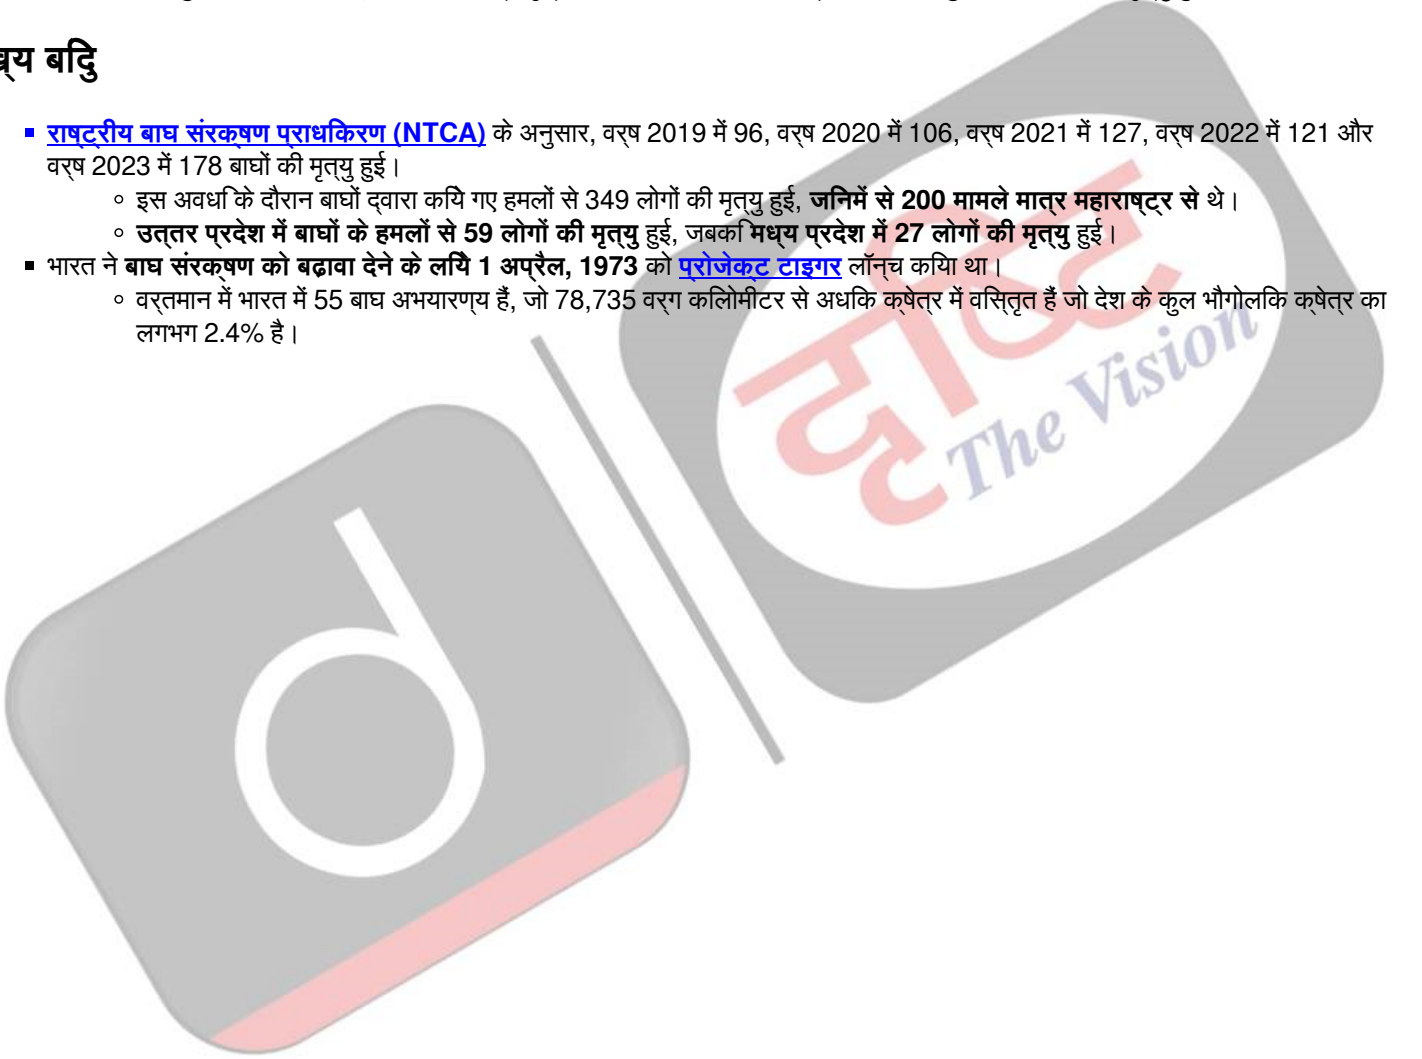 बिंदु
राष्ट्रीय बाघ संरक्षण प्राधिकरण (NTCA) के अनुसार, वर्ष 2019 में 96, वर्ष 2020 में 106, वर्ष 2021 में 127, वर्ष 2022 में 121 और
वर्ष 2023 में 178 बाघों की मृत्यु हुई।
इस अवधि के दौरान बाघों द्वारा किये गए हमलों से 349 लोगों की मृत्यु हुई, जिनमें से 200 मामले मात्र महाराष्ट्र से थे।
उत्तर प्रदेश में बाघों के हमलों से 59 लोगों की मृत्यु हुई, जबकि मध्य प्रदेश में 27 लोगों की मृत्यु हुई।
भारत ने बाघ संरक्षण को बढ़ावा देने के लिये 1 अप्रैल, 1973 को प्रोजेक्ट टाइगर लॉन्च किया था।
वर्तमान में भारत में 55 बाघ अभयारण्य हैं, जो 78,735 वर्ग किलोमीटर से अधिक क्षेत्र में विस्तृत हैं जो देश के कुल भौगोलिक क्षेत्र का
लगभग 2.4% है।
दृष्टि
The Vision
d